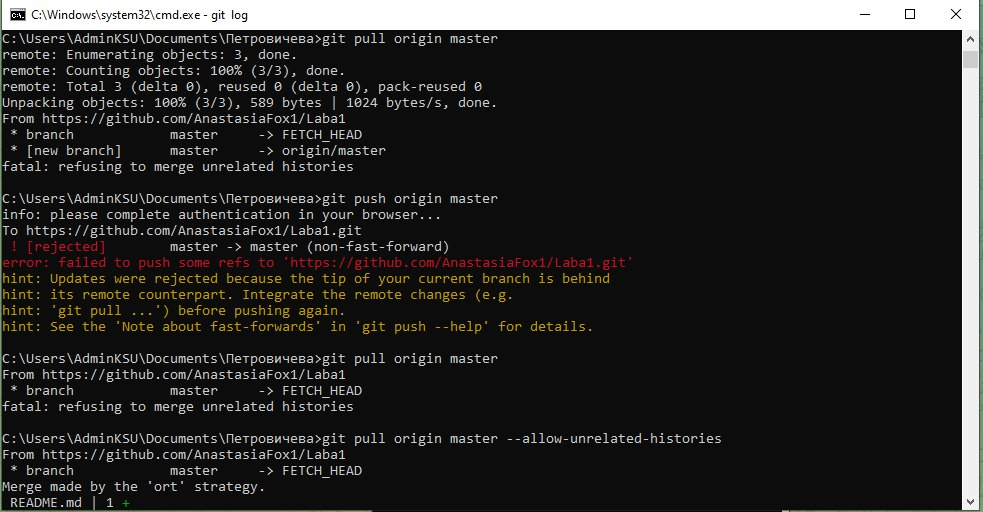 C:\Windows\system32\cmd.exe - git log
C:\Users\AdminKSU\Documents\Петровичева>git pull origin master
remote: Enumerating objects: 3, done.
remote: Counting objects: 100% (3/3), done.
remote: Total 3 (delta 0), reused 0 (delta 0), pack-reused 0
Unpacking objects: 100% (3/3), 589 bytes | 1024 bytes/s, done.
From https://github.com/AnastasiaFox1/Laba1
 * branch            master     -> FETCH_HEAD
 * [new branch]      master     -> origin/master
fatal: refusing to merge unrelated histories
C:\Users\AdminKSU\Documents\Петровичева>git push origin master
info: please complete authentication in your browser...
To https://github.com/AnastasiaFox1/Laba1.git
 ! [rejected]        master -> master (non-fast-forward)
error: failed to push some refs to 'https://github.com/AnastasiaFox1/Laba1.git'
hint: Updates were rejected because the tip of your current branch is behind
hint: its remote counterpart. Integrate the remote changes (e.g.
hint: 'git pull ...') before pushing again.
hint: See the 'Note about fast-forwards' in 'git push --help' for details.
C:\Users\AdminKSU\Documents\Петровичева>git pull origin master
From https://github.com/AnastasiaFox1/Laba1
 * branch            master     -> FETCH_HEAD
fatal: refusing to merge unrelated histories
C:\Users\AdminKSU\Documents\Петровичева>git pull origin master --allow-unrelated-histories
From https://github.com/AnastasiaFox1/Laba1
 * branch            master     -> FETCH_HEAD
Merge made by the 'ort' strategy.
 README.md | 1 +